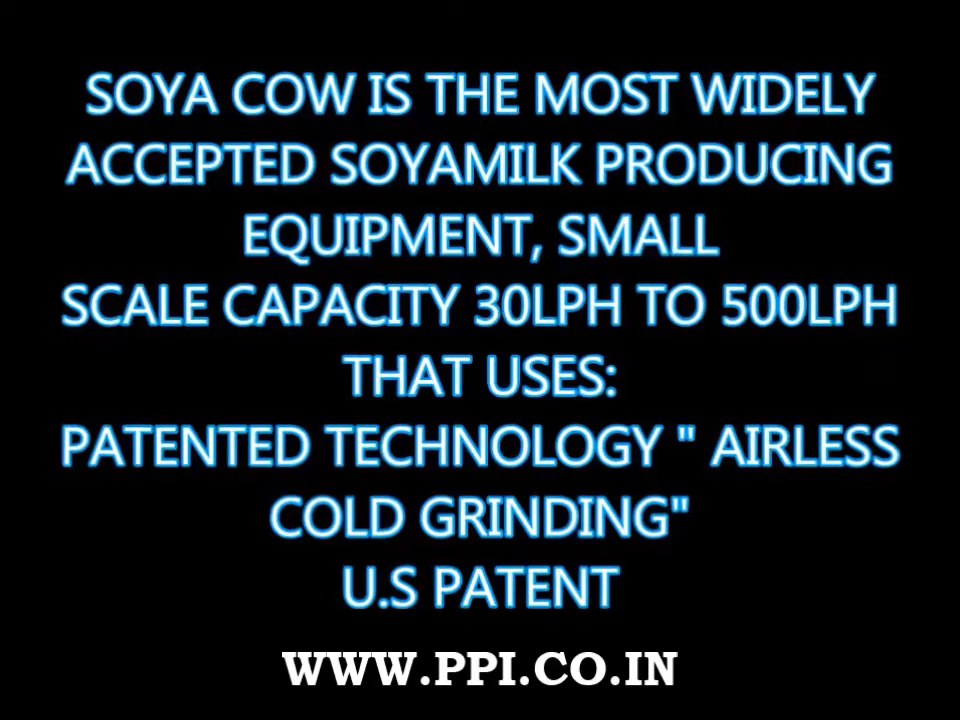 SOYA COW IS THE MOST WIDELY
ACCEPTED SOYAMILK PRODUCING
EQUIPMENT, SMALL
SCALE CAPACITY 30LPH TO 500LPH
THAT USES:
PATENTED TECHNOLOGY " AIRLESS
COLD GRINDING"
U.S PATENT
WWW.PPI.CO.IN